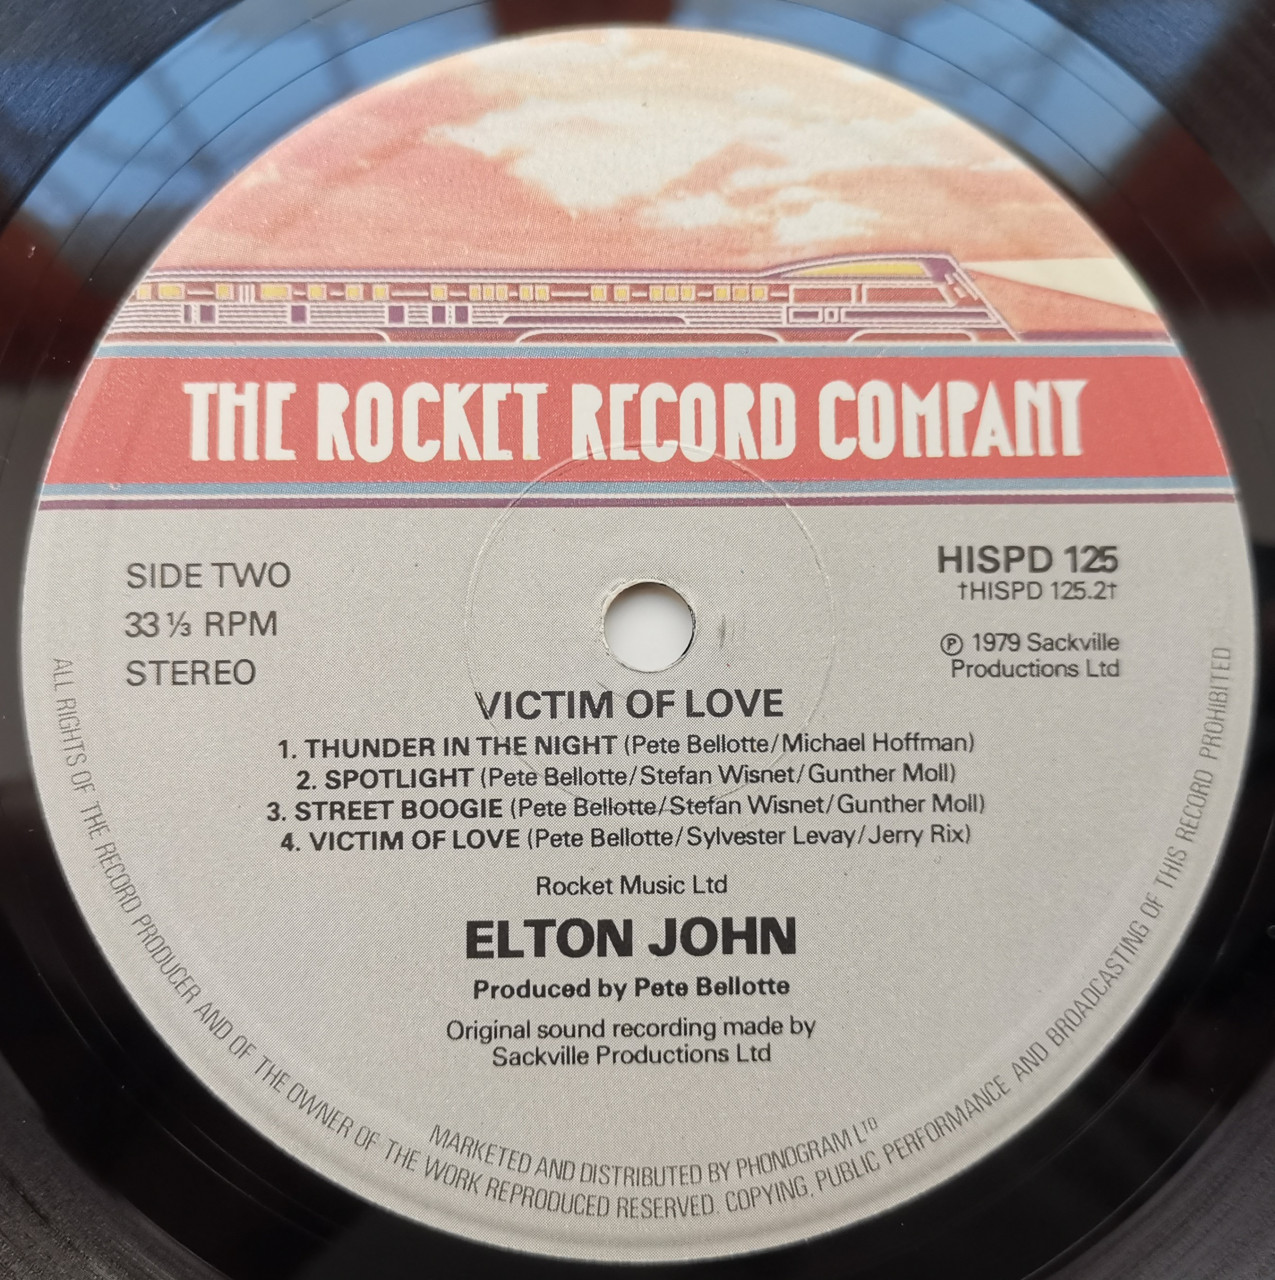 THE ROCKET RECORD COMPANY
SIDE TWO
33 ⅓ RPM
STEREO
HISPD 125
†HISPD 125.2†
℗ 1979 Sackville
Productions Ltd
VICTIM OF LOVE
1. THUNDER IN THE NIGHT (Pete Bellotte/Michael Hoffman)
2. SPOTLIGHT (Pete Bellotte/Stefan Wisnet/Gunther Moll)
3. STREET BOOGIE (Pete Bellotte/Stefan Wisnet/Gunther Moll)
4. VICTIM OF LOVE (Pete Bellotte/Sylvester Levay/Jerry Rix)
Rocket Music Ltd
ELTON JOHN
Produced by Pete Bellotte
Original sound recording made by
Sackville Productions Ltd
MARKETED AND DISTRIBUTED BY PHONOGRAM LTD
ALL RIGHTS OF THE RECORD PRODUCER AND OF THE OWNER OF THE WORK REPRODUCED RESERVED. COPYING, PUBLIC PERFORMANCE AND BROADCASTING OF THIS RECORD PROHIBITED